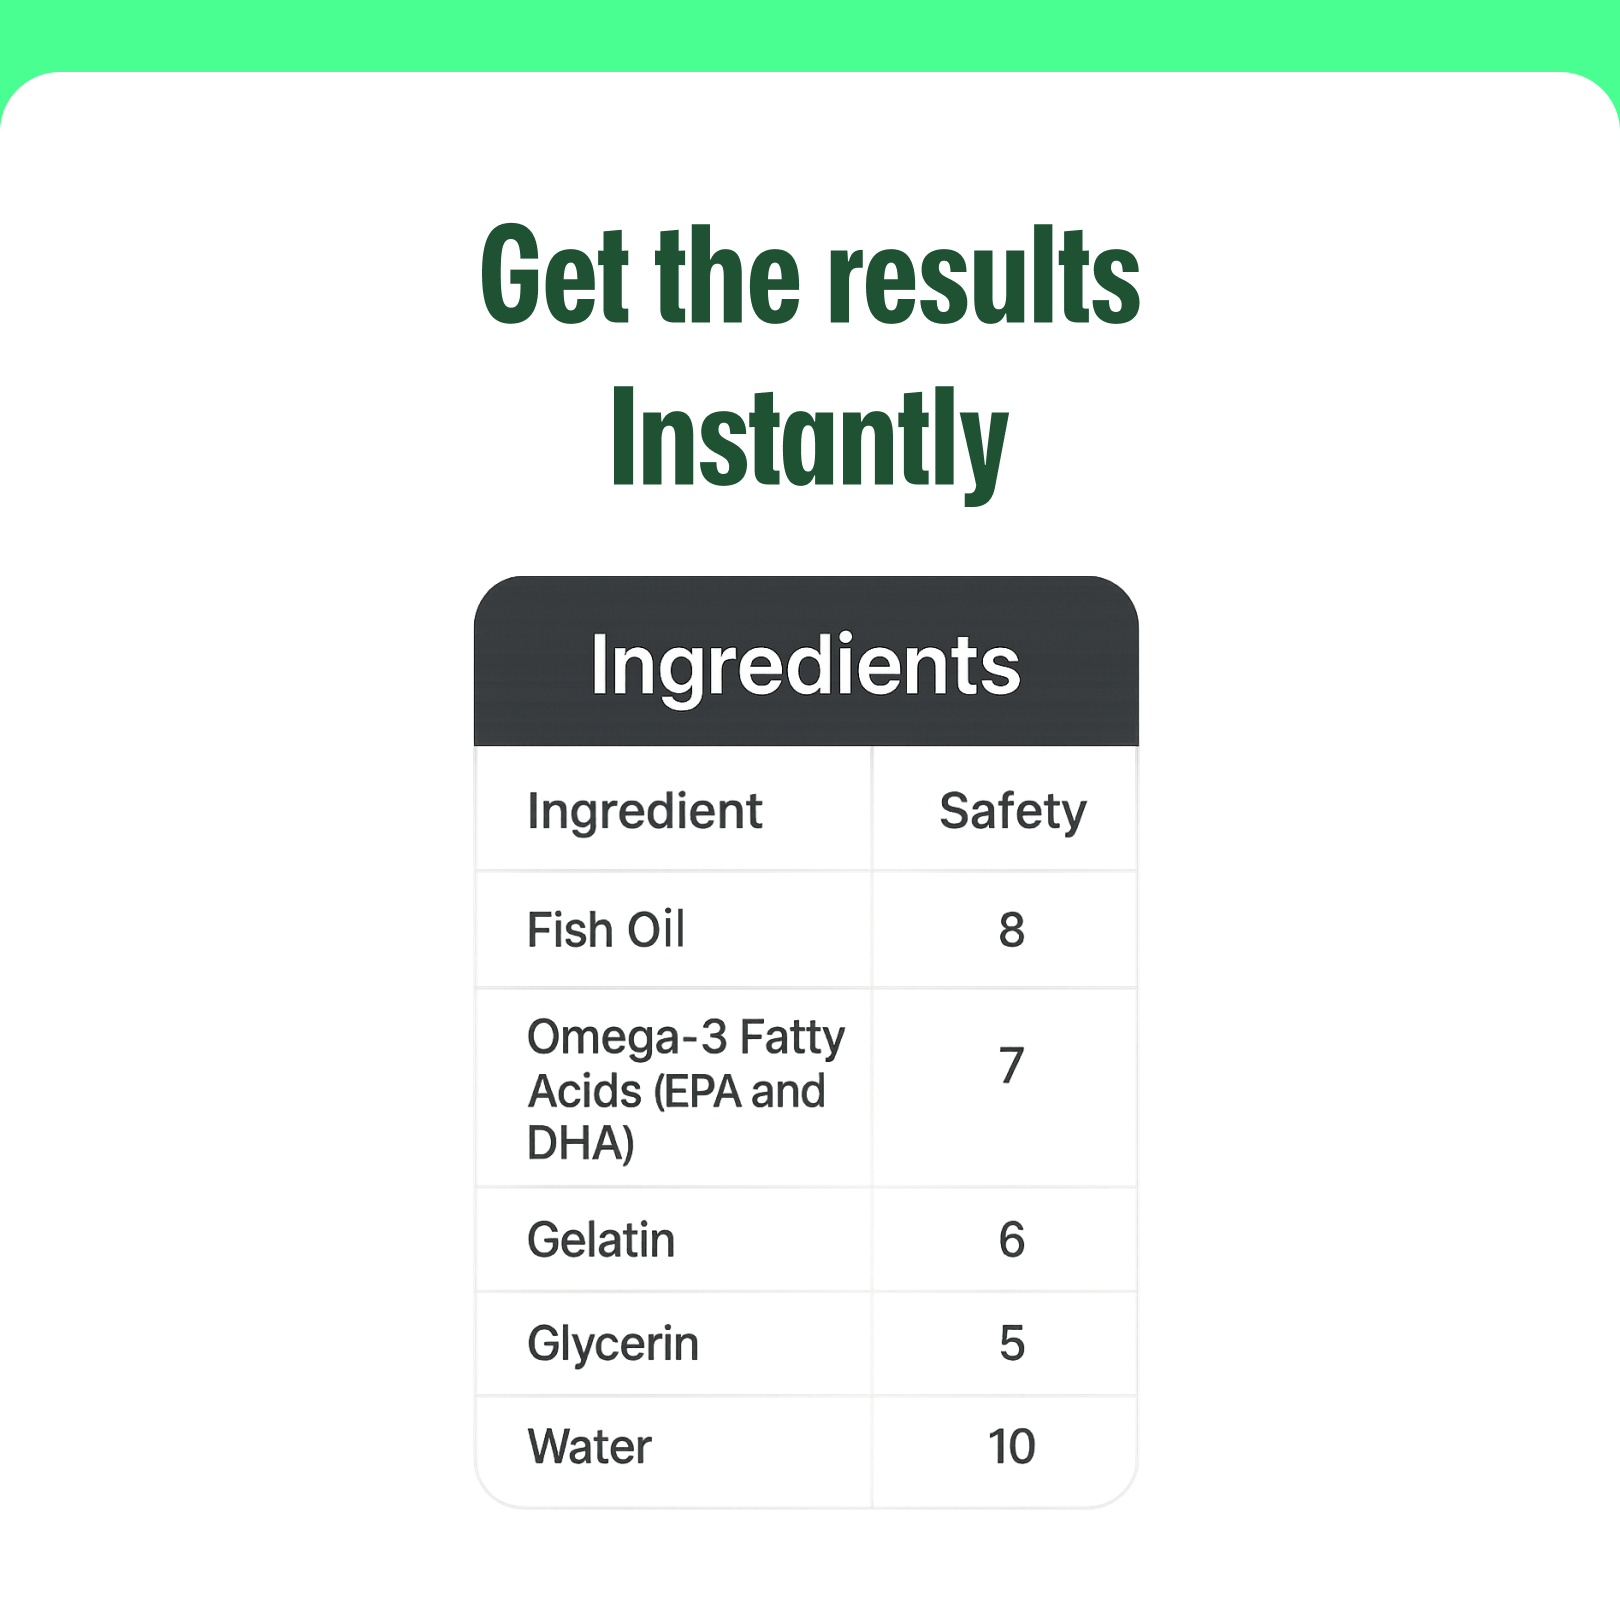 Get the results
Instantly
Ingredients
Ingredient Safety
Fish Oil 8
Omega-3 Fatty
Acids (EPA and
DHA)
7
Gelatin 6
Glycerin 5
Water 10